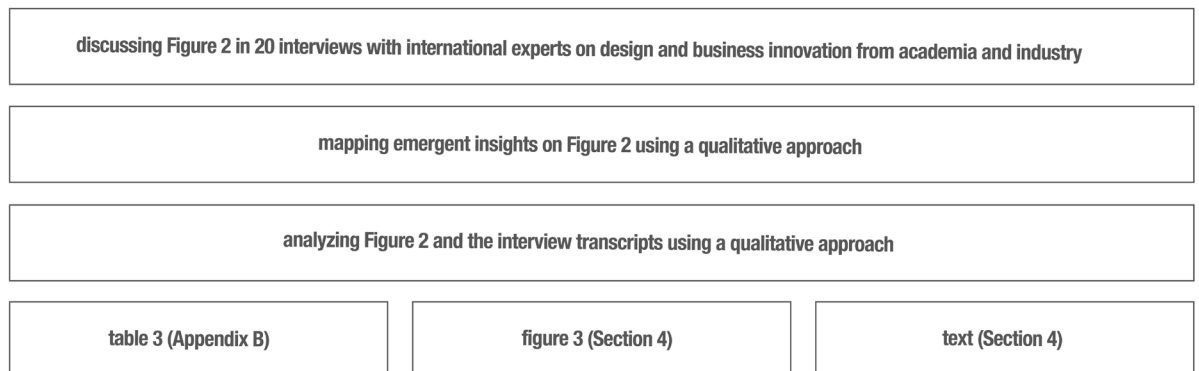 discussing Figure 2 in 20 interviews with international experts on design and business innovation from academia and industry
mapping emergent insights on Figure 2 using a qualitative approach
analyzing Figure 2 and the interview transcripts using a qualitative approach
table 3 (Appendix B)
figure 3 (Section 4)
text (Section 4)